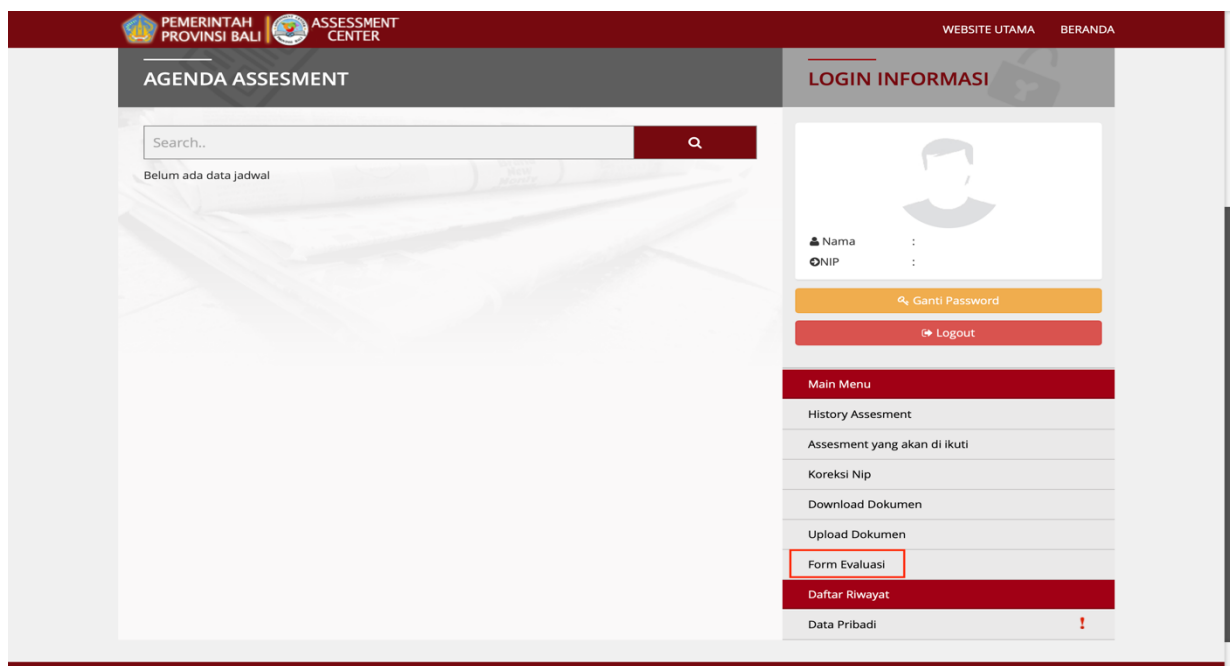 PEMERINTAH
PROVINSI BALI
ASSESSMENT
CENTER
WEBSITE UTAMA
BERANDA
AGENDA ASSESMENT
Search..
Belum ada data jadwal
LOGIN INFORMASI
Nama :
NIP :
Ganti Password
Logout
Main Menu
History Assesment
Assesment yang akan di ikuti
Koreksi Nip
Download Dokumen
Upload Dokumen
Form Evaluasi
Daftar Riwayat
Data Pribadi